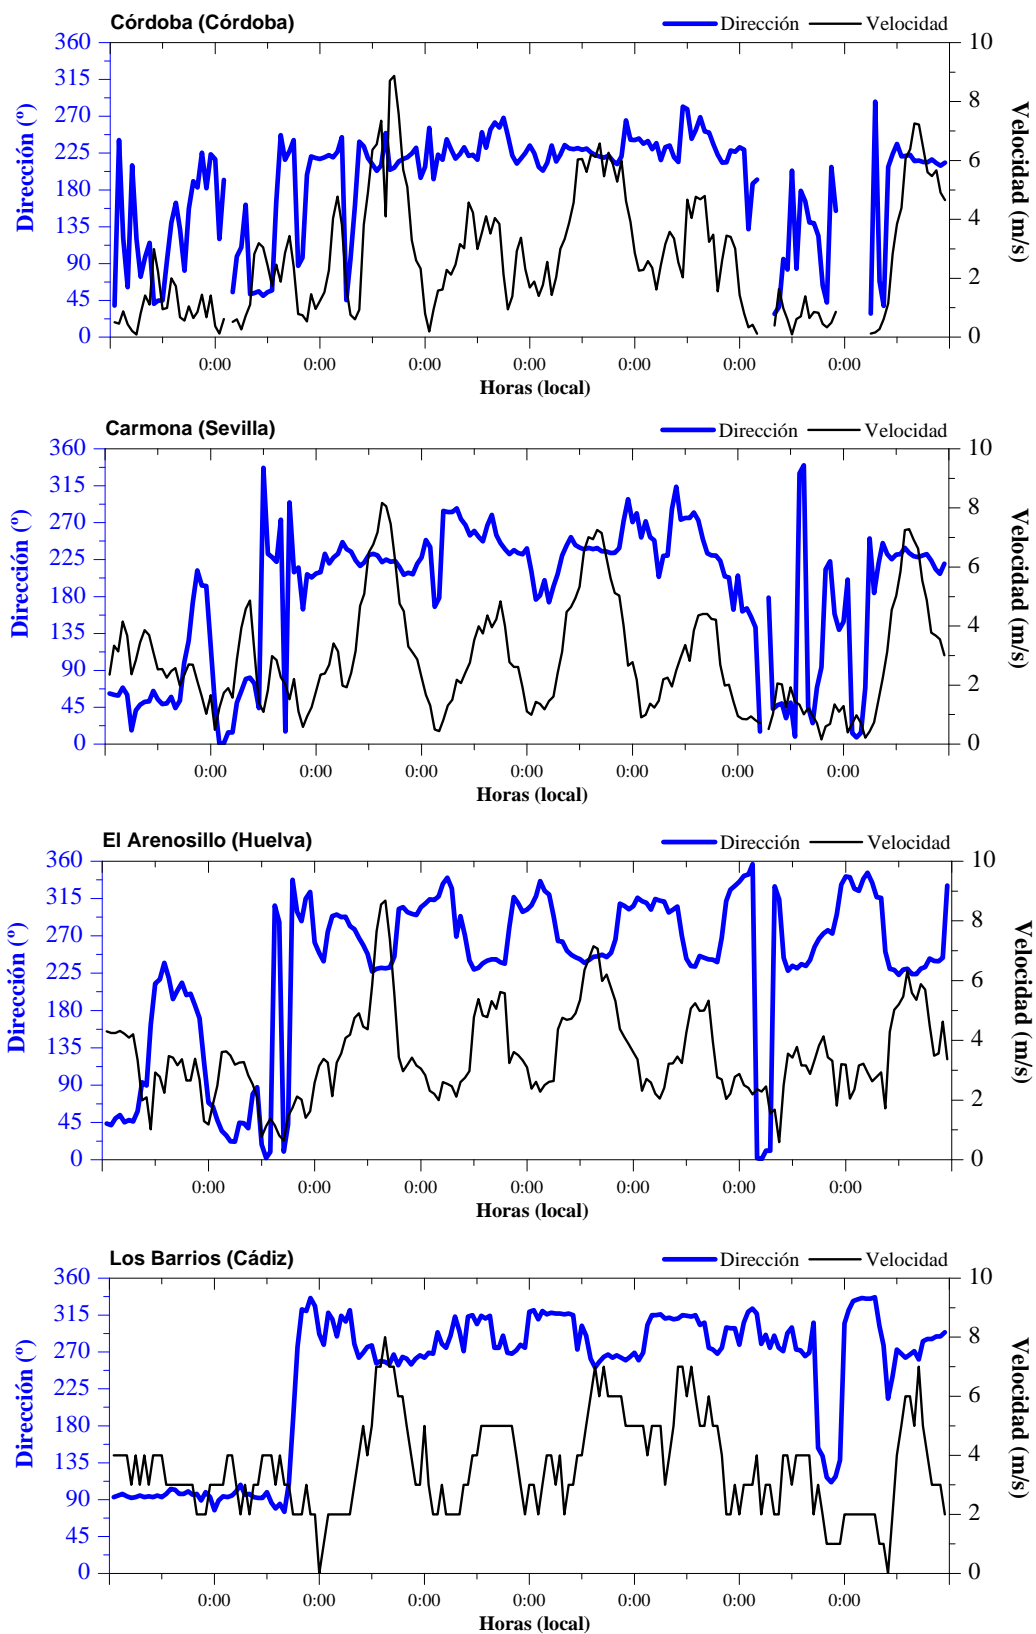 Córdoba (Córdoba)
Dirección Velocidad
360 315 270 225 180 135 90 45 0
Dirección (º)
10 8 6 4 2 0
Velocidad (m/s)
0:00 0:00 0:00 0:00 0:00 0:00 0:00
Horas (local)
Carmona (Sevilla)
Dirección Velocidad
360 315 270 225 180 135 90 45 0
Dirección (º)
10 8 6 4 2 0
Velocidad (m/s)
0:00 0:00 0:00 0:00 0:00 0:00 0:00
Horas (local)
El Arenosillo (Huelva)
Dirección Velocidad
360 315 270 225 180 135 90 45 0
Dirección (º)
10 8 6 4 2 0
Velocidad (m/s)
0:00 0:00 0:00 0:00 0:00 0:00 0:00
Horas (local)
Los Barrios (Cádiz)
Dirección Velocidad
360 315 270 225 180 135 90 45 0
Dirección (º)
10 8 6 4 2 0
Velocidad (m/s)
0:00 0:00 0:00 0:00 0:00 0:00 0:00
Horas (local)